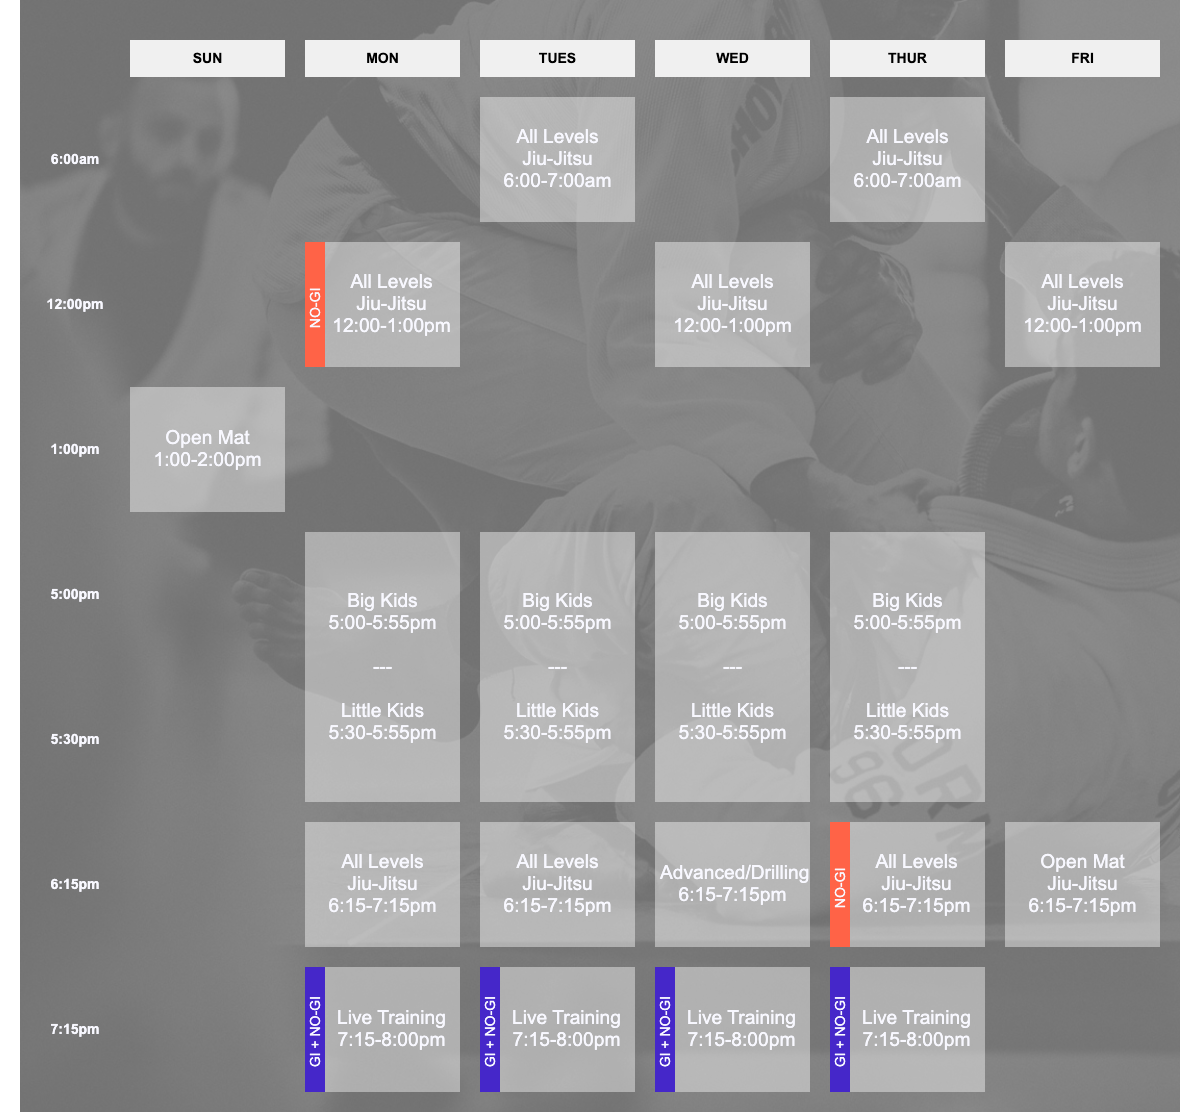 SUN
MON
TUES
WED
THUR
FRI
6:00am
All Levels
Jiu-Jitsu
6:00-7:00am
All Levels
Jiu-Jitsu
6:00-7:00am
12:00pm
NO-GI
All Levels
Jiu-Jitsu
12:00-1:00pm
All Levels
Jiu-Jitsu
12:00-1:00pm
All Levels
Jiu-Jitsu
12:00-1:00pm
1:00pm
Open Mat
1:00-2:00pm
5:00pm
5:30pm
Big Kids
5:00-5:55pm
---
Little Kids
5:30-5:55pm
Big Kids
5:00-5:55pm
---
Little Kids
5:30-5:55pm
Big Kids
5:00-5:55pm
---
Little Kids
5:30-5:55pm
Big Kids
5:00-5:55pm
---
Little Kids
5:30-5:55pm
96
6:15pm
All Levels
Jiu-Jitsu
6:15-7:15pm
All Levels
Jiu-Jitsu
6:15-7:15pm
Advanced/Drilling
6:15-7:15pm
NO-GI
All Levels
Jiu-Jitsu
6:15-7:15pm
Open Mat
Jiu-Jitsu
6:15-7:15pm
7:15pm
GI + NO-GI
Live Training
7:15-8:00pm
GI + NO-GI
Live Training
7:15-8:00pm
GI + NO-GI
Live Training
7:15-8:00pm
GI + NO-GI
Live Training
7:15-8:00pm